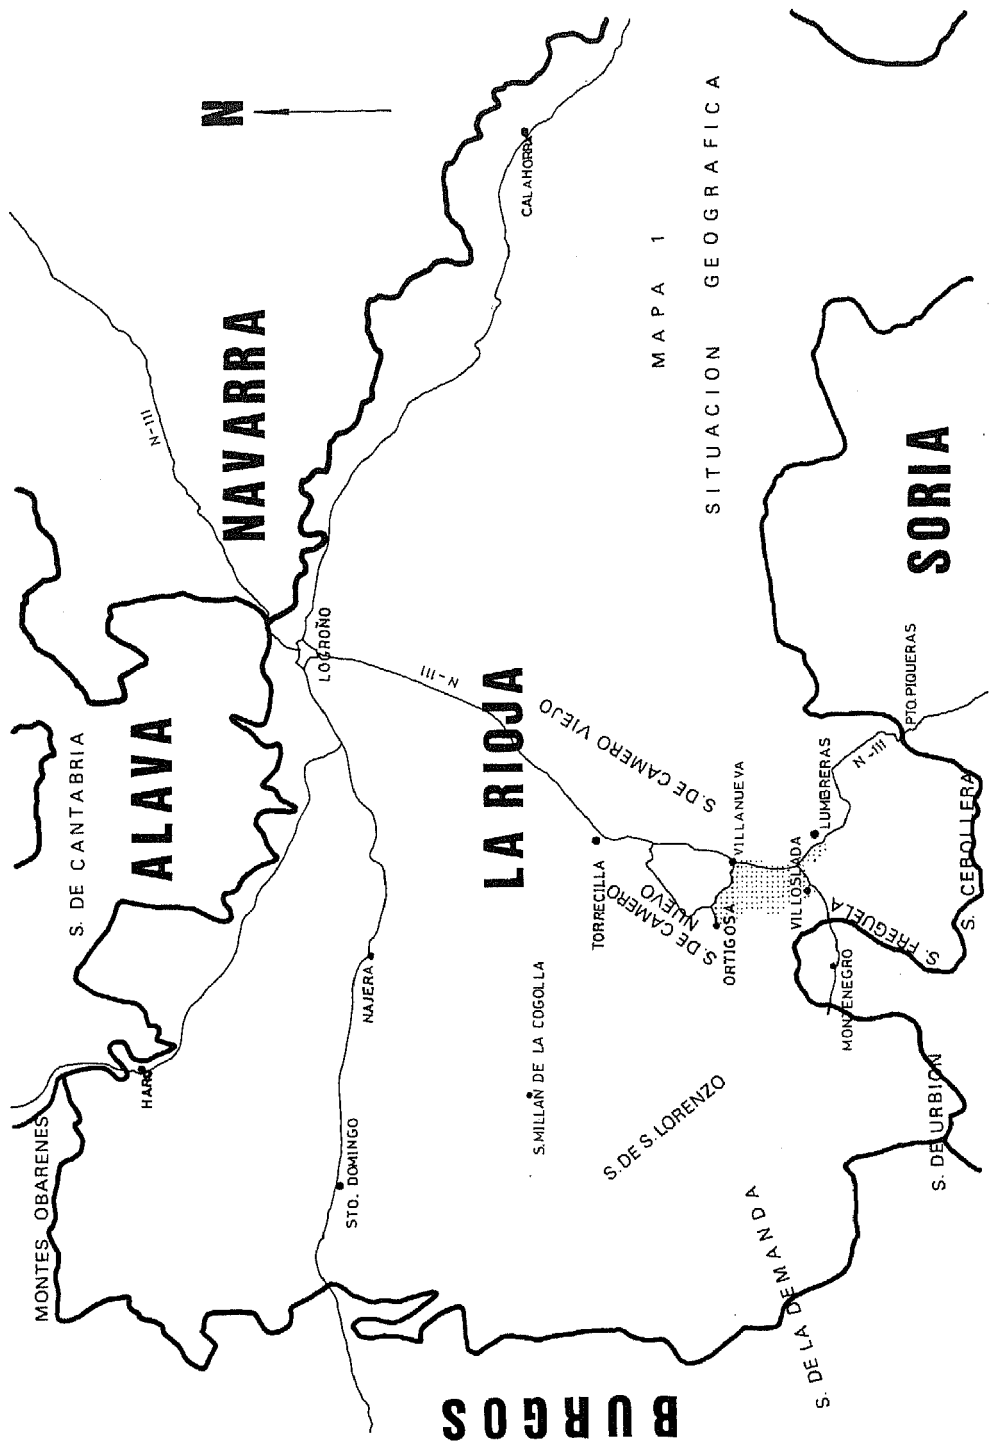 MONTES OBARENES
S. DE CANTABRIA
ALAVA
N-111
NAVARRA
N
HARO
LOGROÑO
NAJERA
STO. DOMINGO
CALAHORRA
N-111
LA RIOJA
S. MILLAN DE LA COGOLLA
S. DE CAMERO VIEJO
TORRECILLA
S. DE CAMERO
NUEVO
S. DE S. LORENZO
ORTIGOSA
VILLANUEVA
BURGOS
MAPA 1
SITUACION GEOGRAFICA
S. DE LA DEMANDA
VILLOSLADA
LUMBRERAS
MONTENEGRO
N-111
S. FREGUELA
PTO. PIQUERAS
SORIA
S. DE URBION
S. CEBOLLERA